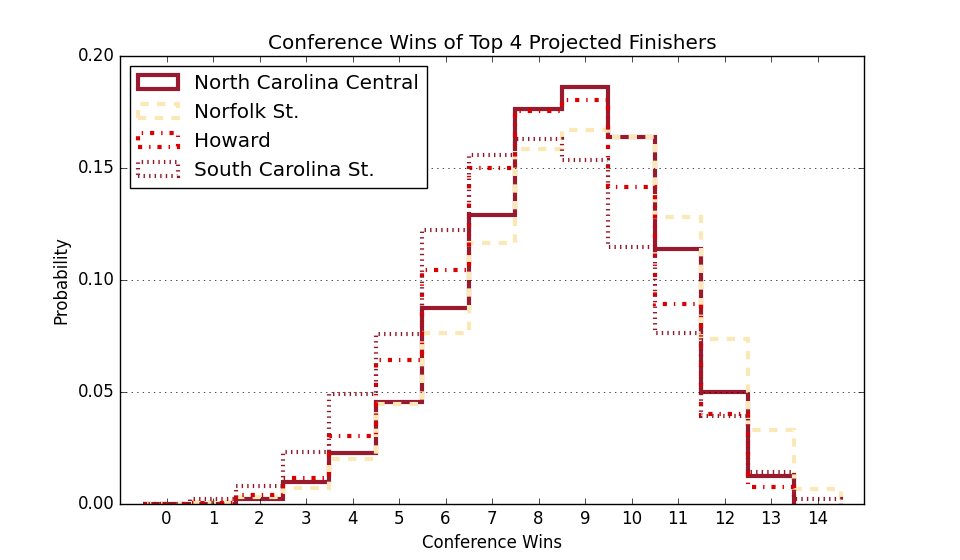 Conference Wins of Top 4 Projected Finishers
0.20
0.15
0.10
0.05
0.00
Probability
North Carolina Central
Norfolk St.
Howard
South Carolina St.
0 1 2 3 4 5 6 7 8 9 10 11 12 13 14
Conference Wins